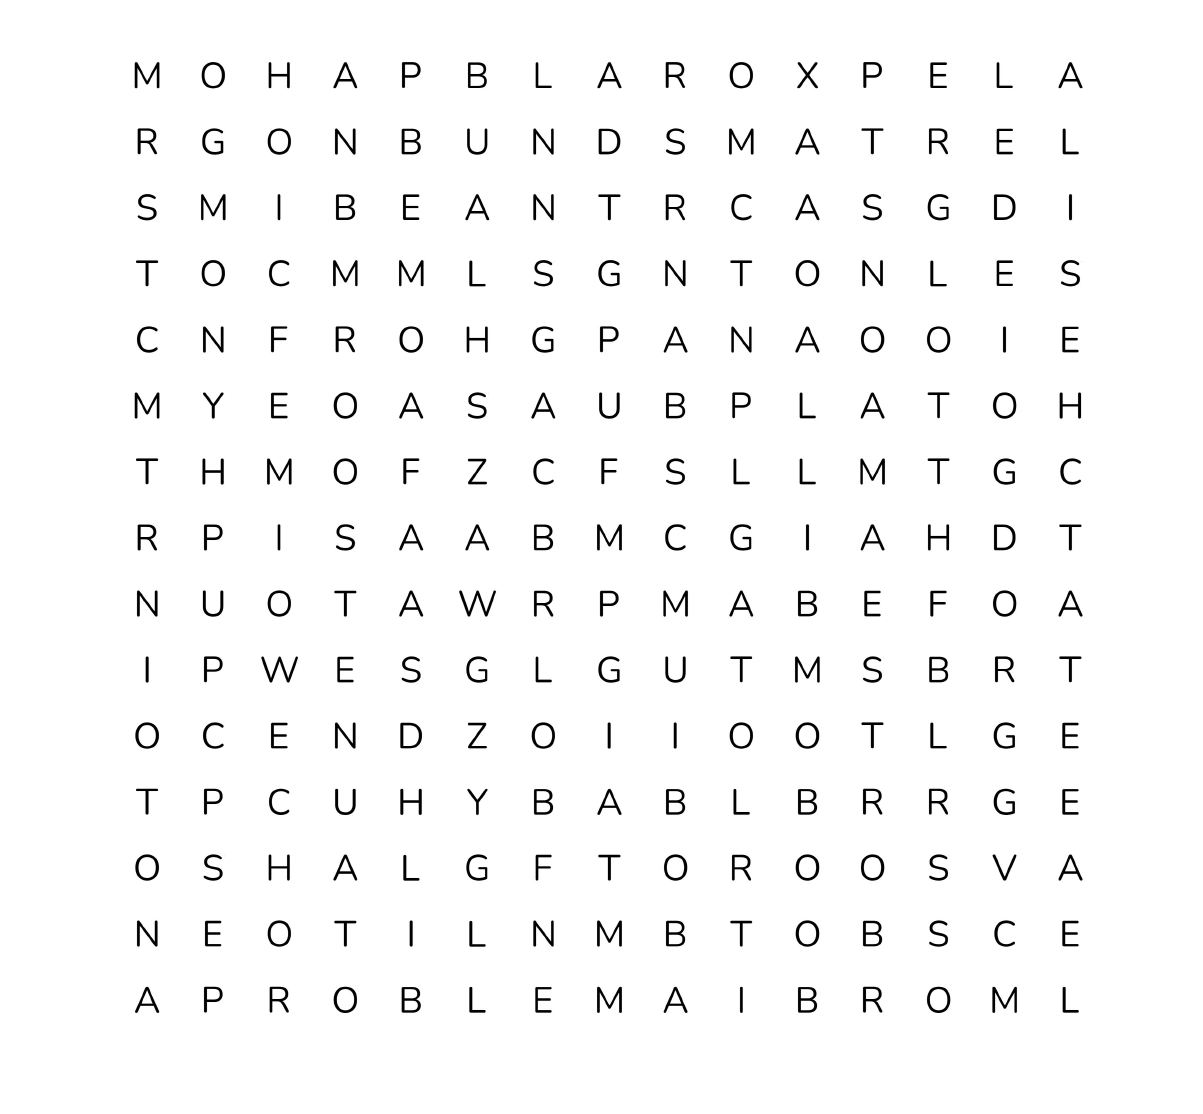 M O H A P B L A R O X P E L A
R G O N B U N D S M A T R E L
S M I B E A N T R C A S G D I
T O C M M L S G N T O N L E S
C N F R O H G P A N A O O I E
M Y E O A S A U B P L A T O H
T H M O F Z C F S L L M T G C
R P I S A A B M C G I A H D T
N U O T A W R P M A B E F O A
I P W E S G L G U T M S B R T
O C E N D Z O I I O O T L G E
T P C U H Y B A B L B R R G E
O S H A L G F T O R O O S V A
N E O T I L N M B T O B S C E
A P R O B L E M A I B R O M L